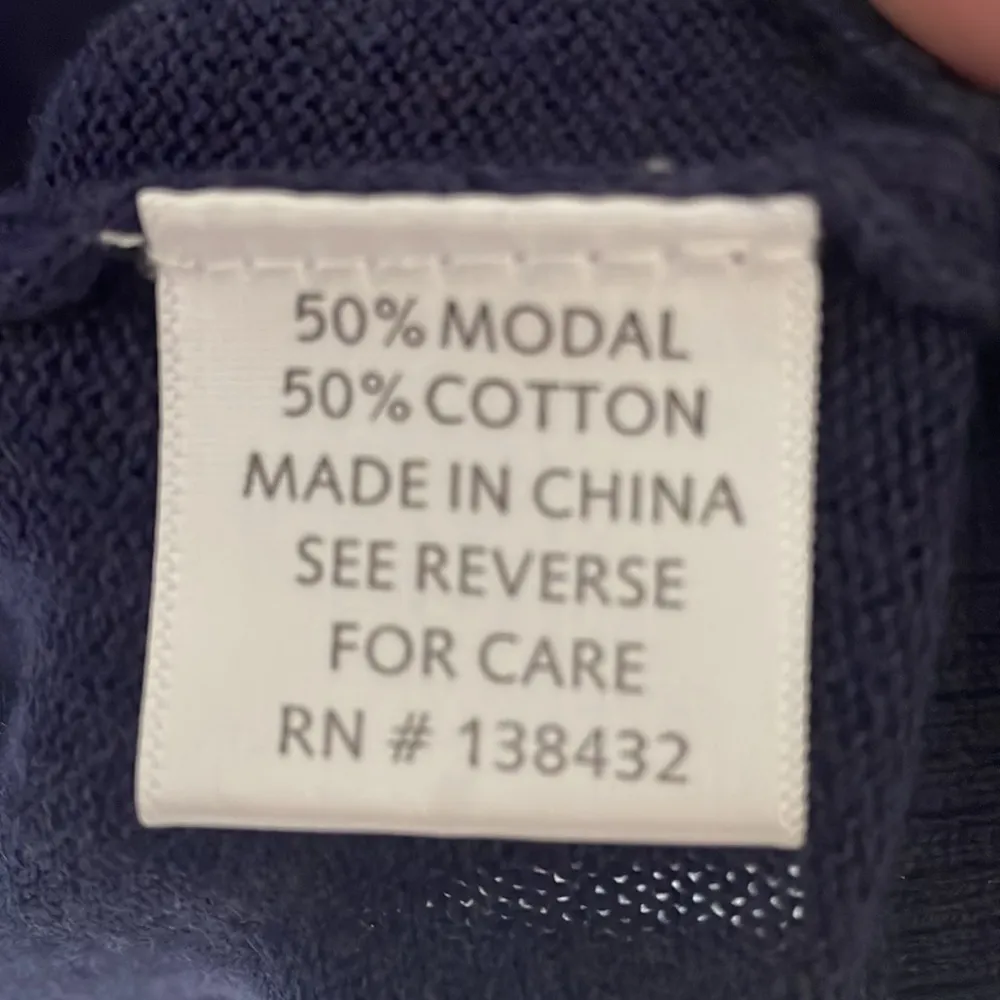 50% MODAL
50% COTTON
MADE IN CHINA
SEE REVERSE
FOR CARE
RN # 138432